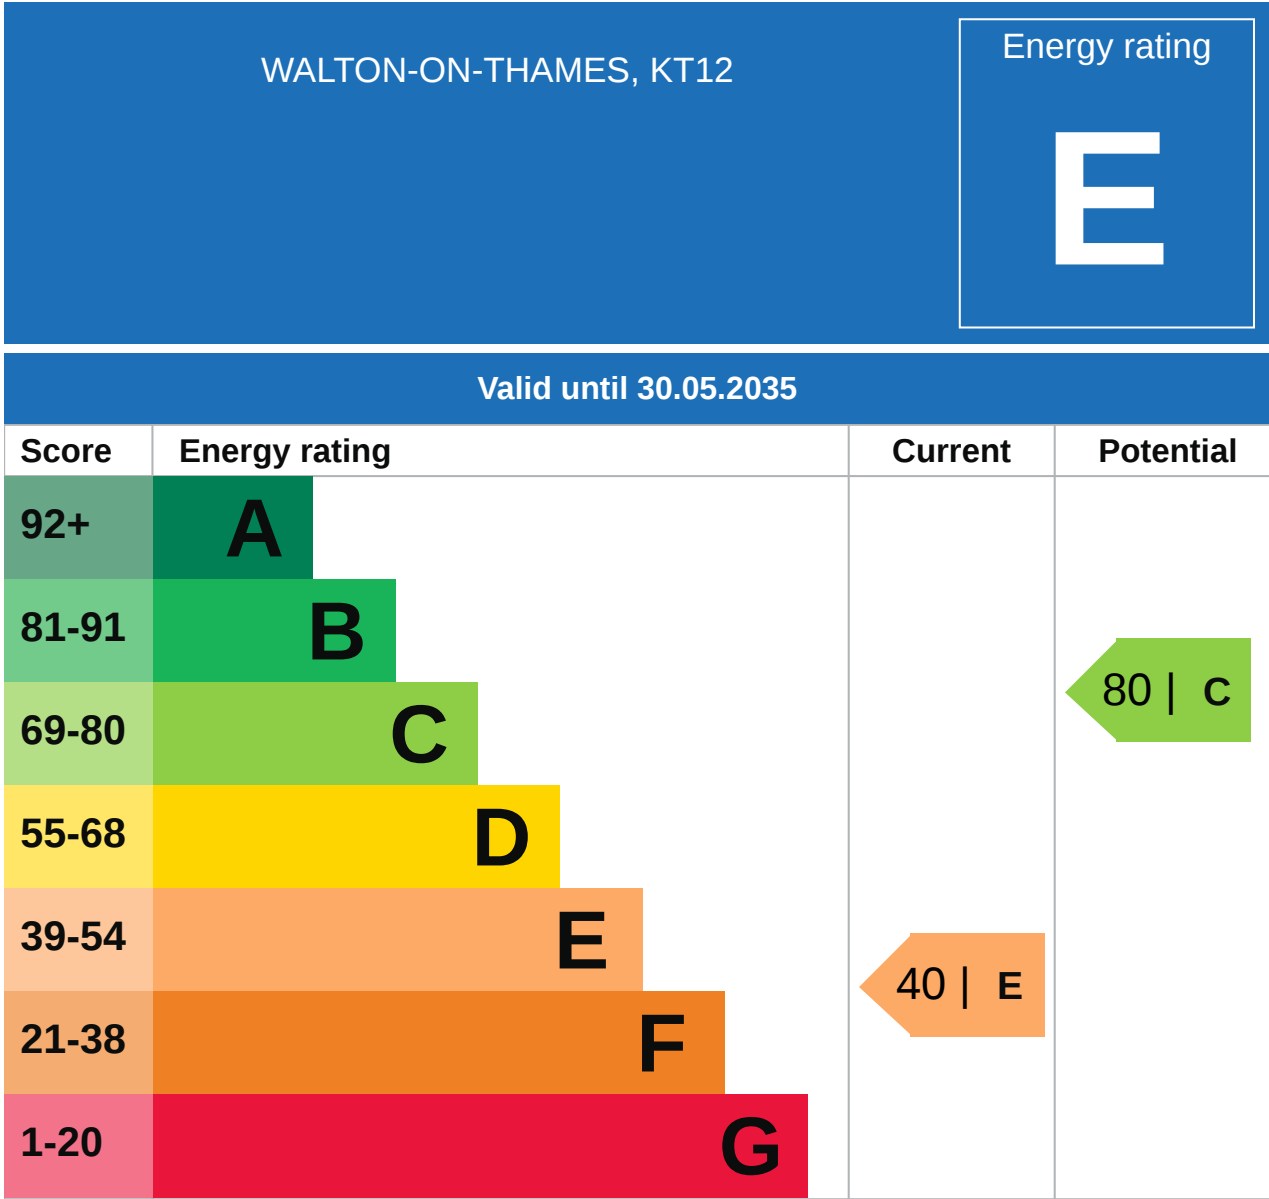 WALTON-ON-THAMES, KT12
Energy rating
E
Valid until 30.05.2035
Score Energy rating Current Potential
92+ A
81-91 B
69-80 C
80 | C
55-68 D
39-54 E
40 | E
21-38 F
1-20 G